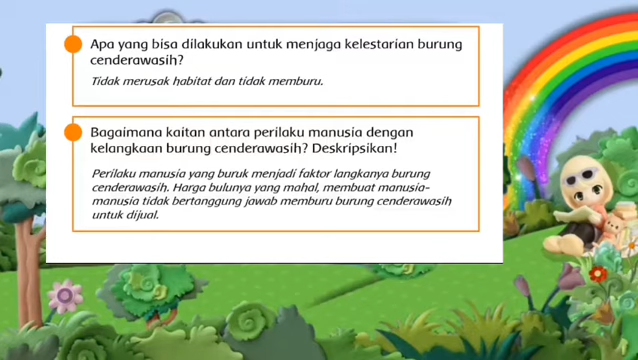 Apa yang bisa dilakukan untuk menjaga kelestarian burung
cenderawasih?
Tidak merusak habitat dan tidak memburu.
Bagaimana kaitan antara perilaku manusia dengan
kelangkaan burung cenderawasih? Deskripsikan!
Perilaku manusia yang buruk menjadi faktor langkanya burung
cenderawasih. Harga bulunya yang mahal, membuat manusia-
manusia tidak bertanggung jawab memburu burung cenderawasih
untuk dijual.